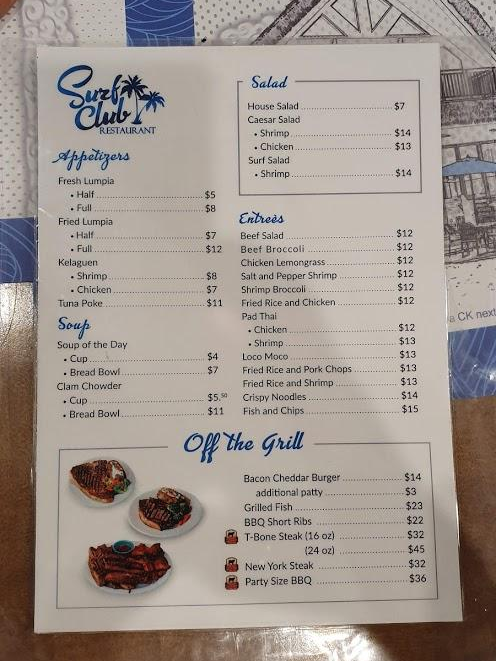 Surf
Club
RESTAURANT
Appetizers
Fresh Lumpia
• Half $5
• Full $8
Fried Lumpia
• Half $7
• Full $12
Kelaguen
• Shrimp $8
• Chicken $7
Tuna Poke $11
Soup
Soup of the Day
• Cup $4
• Bread Bowl $7
Clam Chowder
• Cup $5.50
• Bread Bowl $11
Salad
House Salad $7
Caesar Salad
• Shrimp $14
• Chicken $13
Surf Salad
• Shrimp $14
Entreès
Beef Salad $12
Beef Broccoli $12
Chicken Lemongrass $12
Salt and Pepper Shrimp $12
Shrimp Broccoli $12
Fried Rice and Chicken $12
Pad Thai
• Chicken $12
• Shrimp $13
Loco Moco $13
Fried Rice and Pork Chops $13
Fried Rice and Shrimp $13
Crispy Noodles $14
Fish and Chips $15
Off the Grill
Bacon Cheddar Burger $14
additional patty $3
Grilled Fish $23
BBQ Short Ribs $22
T-Bone Steak (16 oz) $32
(24 oz) $45
New York Steak $32
Party Size BBQ $36
CK next